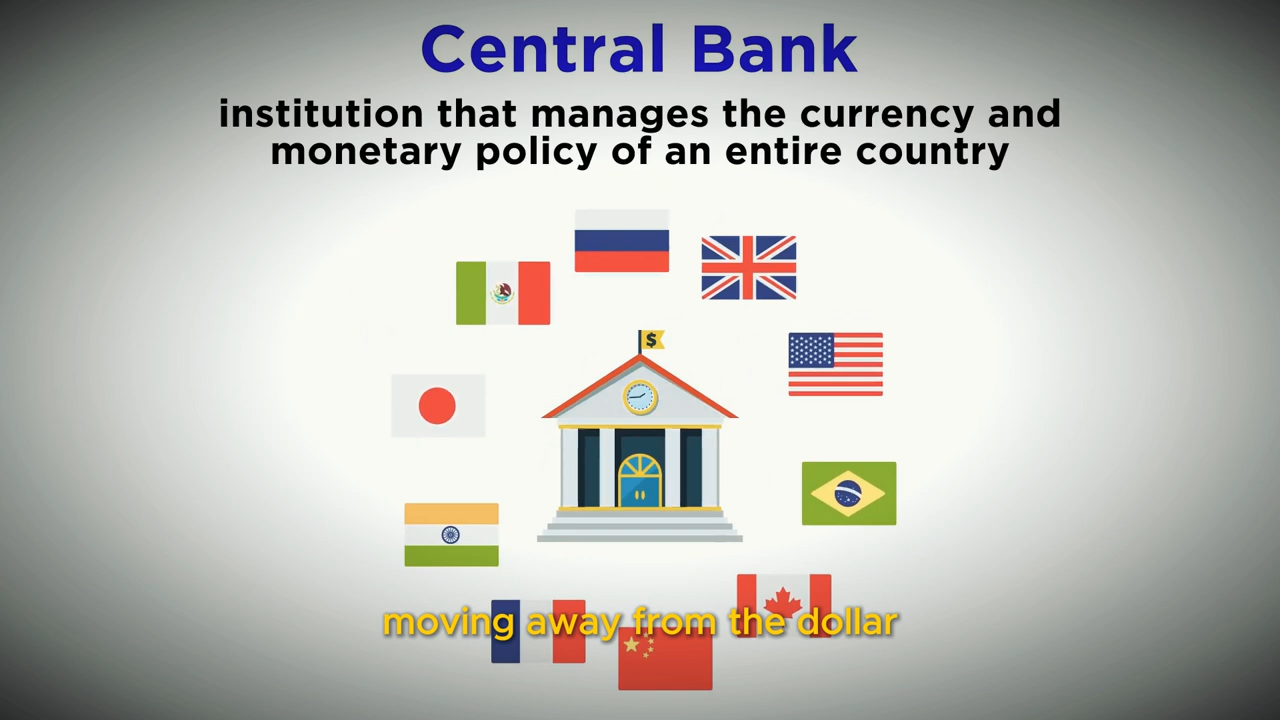 Central Bank
institution that manages the currency and
monetary policy of an entire country
$
moving away from the dollar